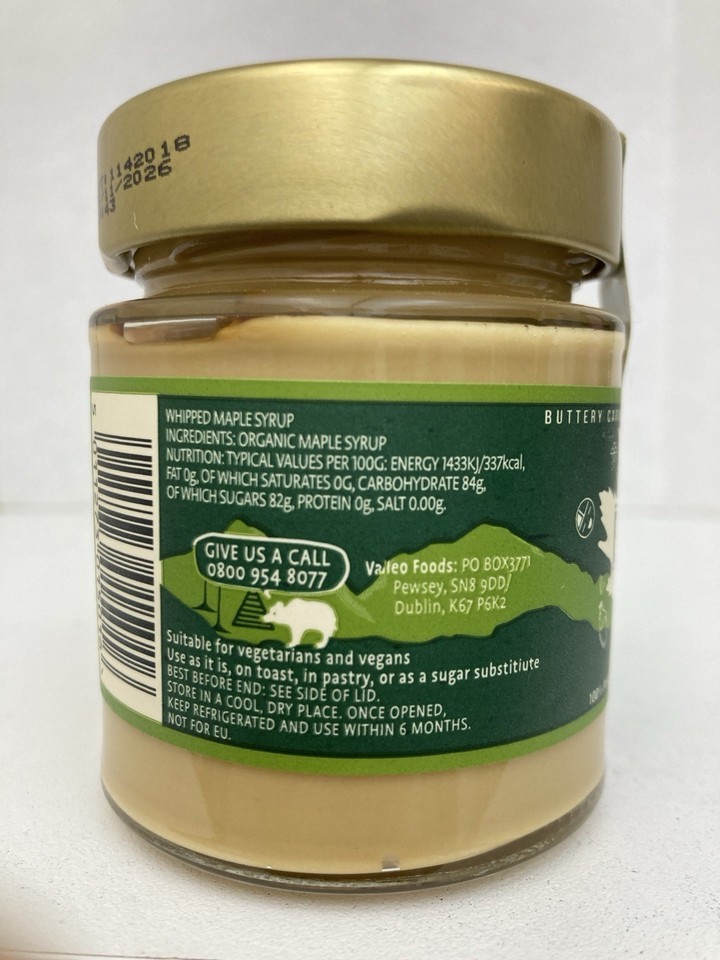 1142018
/2026
43
WHIPPED MAPLE SYRUP
INGREDIENTS: ORGANIC MAPLE SYRUP
NUTRITION: TYPICAL VALUES PER 100G: ENERGY 1433KJ/337kcal,
FAT 0g, OF WHICH SATURATES 0G, CARBOHYDRATE 84g,
OF WHICH SUGARS 82g, PROTEIN 0g, SALT 0.00g.
BUTTERY
GIVE US A CALL
0800 954 8077
Valeo Foods: PO BOX3771
Pewsey, SN8 9DD/
Dublin, K67 P6K2
Suitable for vegetarians and vegans
Use as it is, on toast, in pastry, or as a sugar substitiute
BEST BEFORE END: SEE SIDE OF LID.
STORE IN A COOL, DRY PLACE. ONCE OPENED,
KEEP REFRIGERATED AND USE WITHIN 6 MONTHS.
NOT FOR EU.